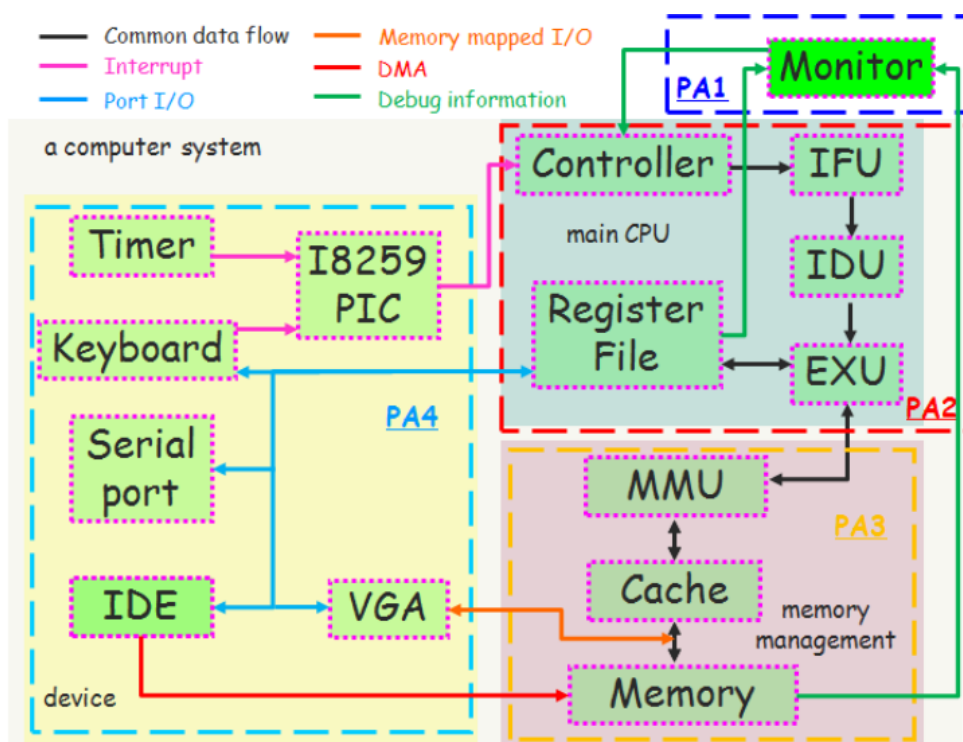 Common data flow
Memory mapped I/O
Interrupt
DMA
Port I/O
Debug information
PA1
Monitor
a computer system
Controller
IFU
main CPU
IDU
Register
File
EXU
PA2
Timer
I8259
PIC
Keyboard
PA4
Serial
port
IDE
VGA
device
MMU
PA3
Cache
memory
management
Memory